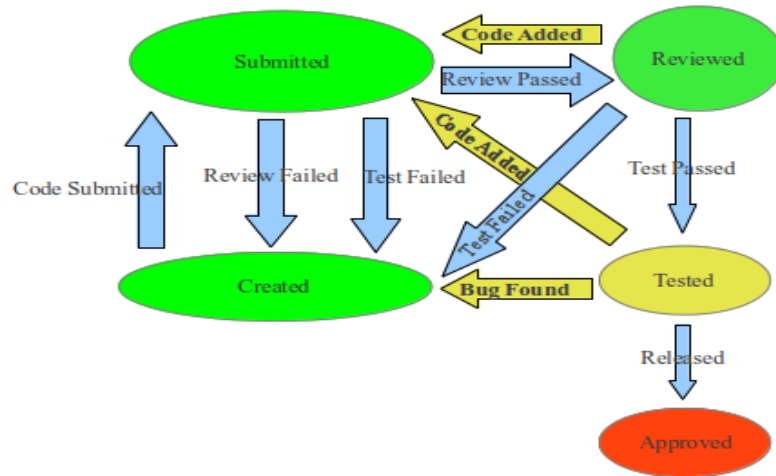 Code Added
Submitted
Reviewed
Review Passed
Code Added
Code Submitted
Review Failed
Test Failed
Test Passed
Test Failed
Created
Bug Found
Tested
Released
Approved